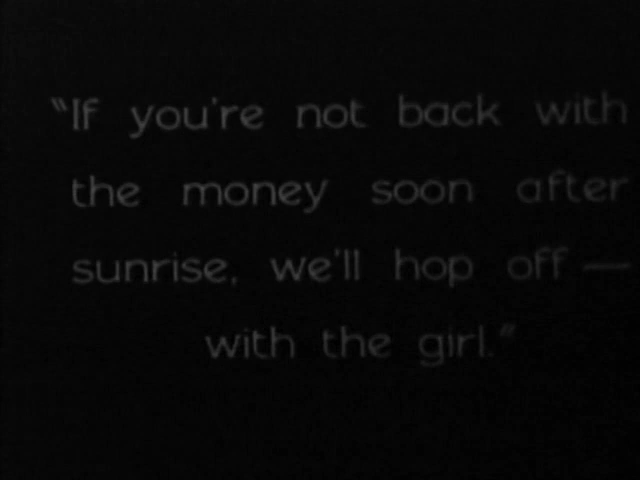 "If you're not back with
the money soon after
sunrise, we'll hop off —
with the girl."